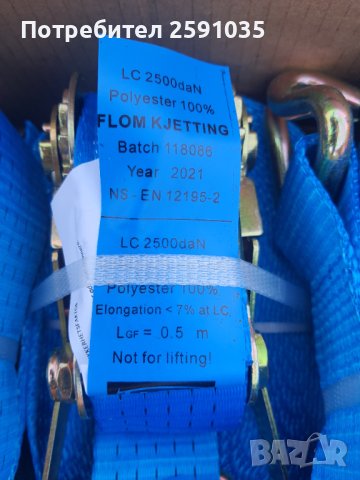 Потребител 2591035
LC 2500daN
Polyester 100%
FLOM KJETTING
Batch 118086
Year 2021
NS-EN 12195-2
LC 2500daN
Polyester 100%
Elongation < 7% at LC,
LGF = 0.5 m
Not for lifting!
BAZAR